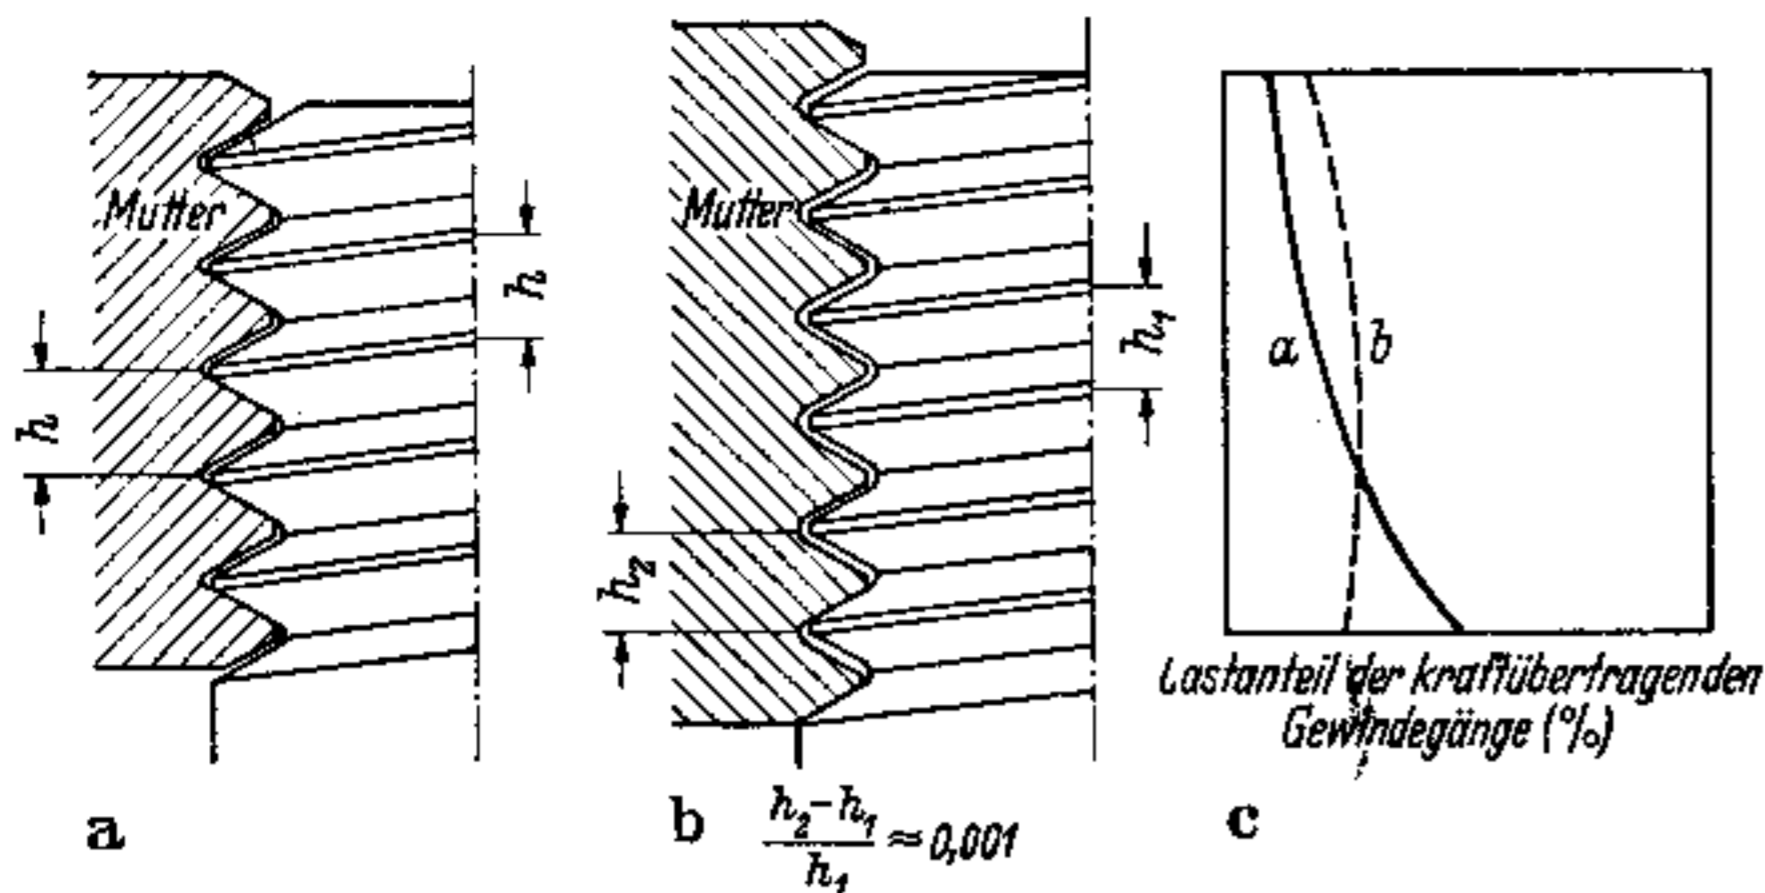 Mutter
h
h
a
Mutter
h₁
h₂
b
h₂-h₁
h₁
≈ 0,001
a
b
Lastanteil der kraftübertragenden
Gewindegänge (%)
c